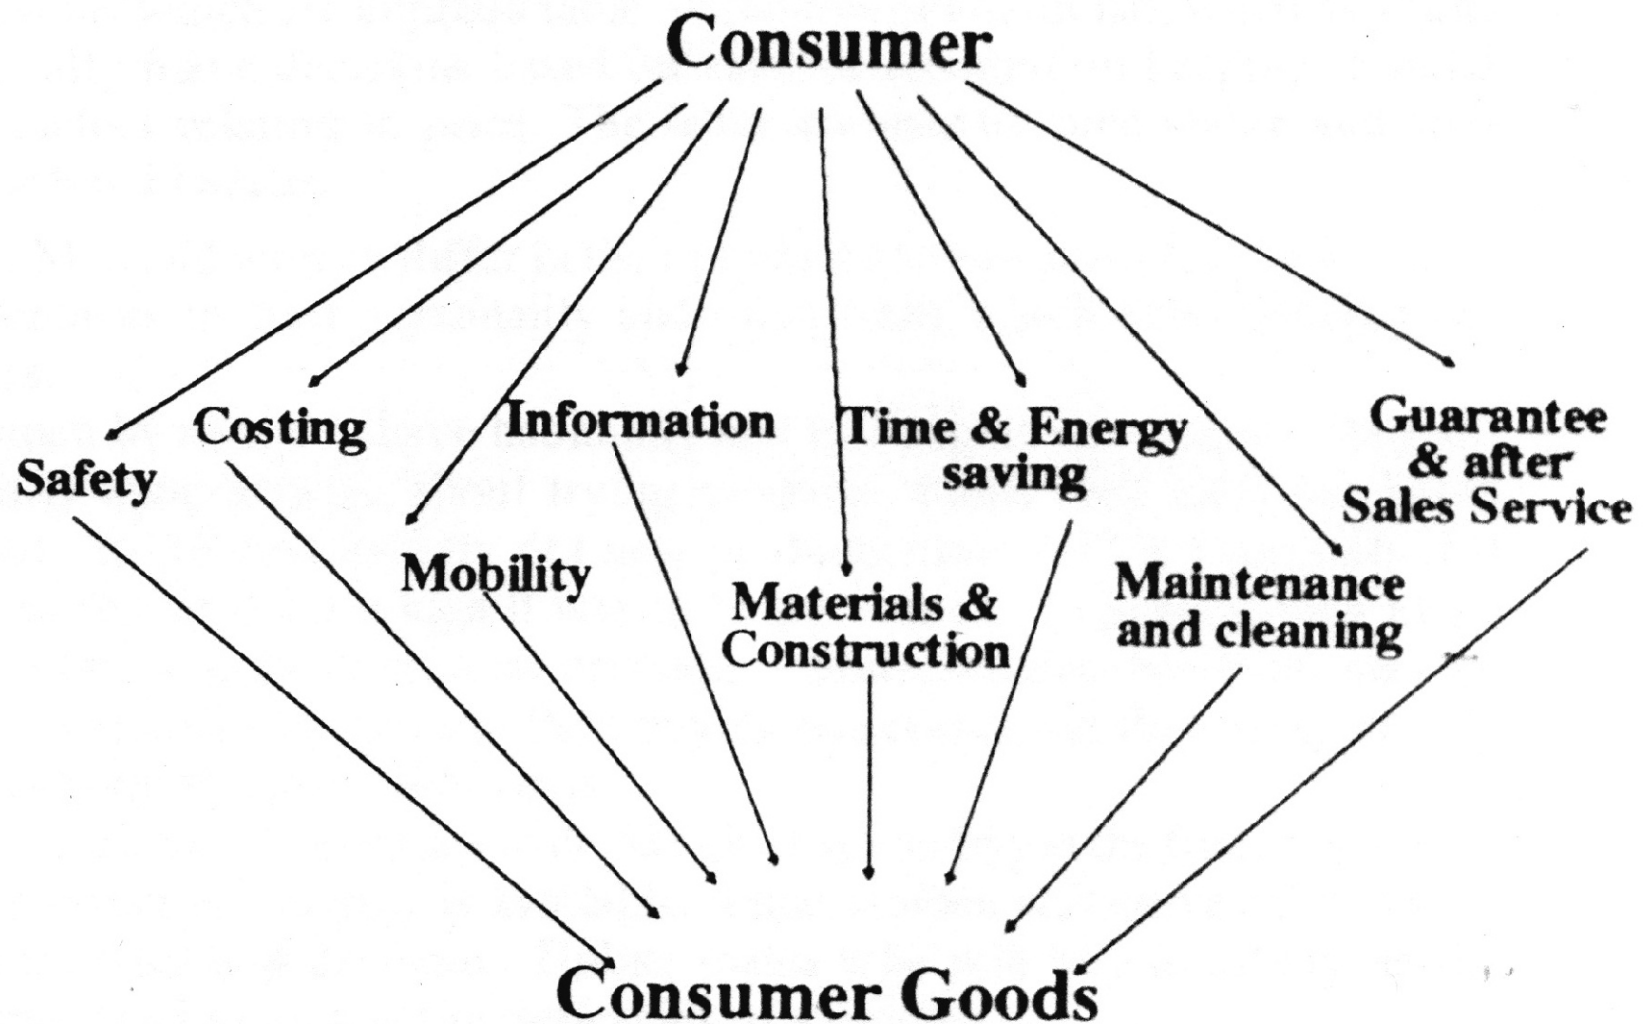 Consumer
Safety
Costing
Mobility
Information
Materials &
Construction
Time & Energy
saving
Maintenance
and cleaning
Guarantee
& after
Sales Service
Consumer Goods